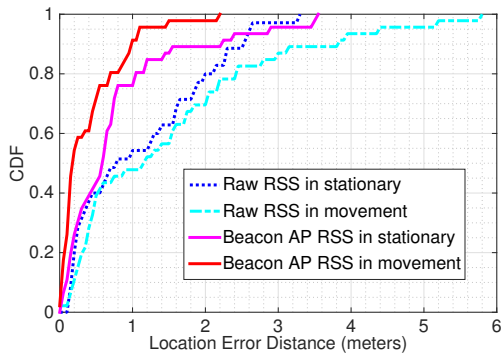 1
0.8
0.6
0.4
0.2
0
CDF
Raw RSS in stationary
Raw RSS in movement
Beacon AP RSS in stationary
Beacon AP RSS in movement
0 1 2 3 4 5 6
Location Error Distance (meters)